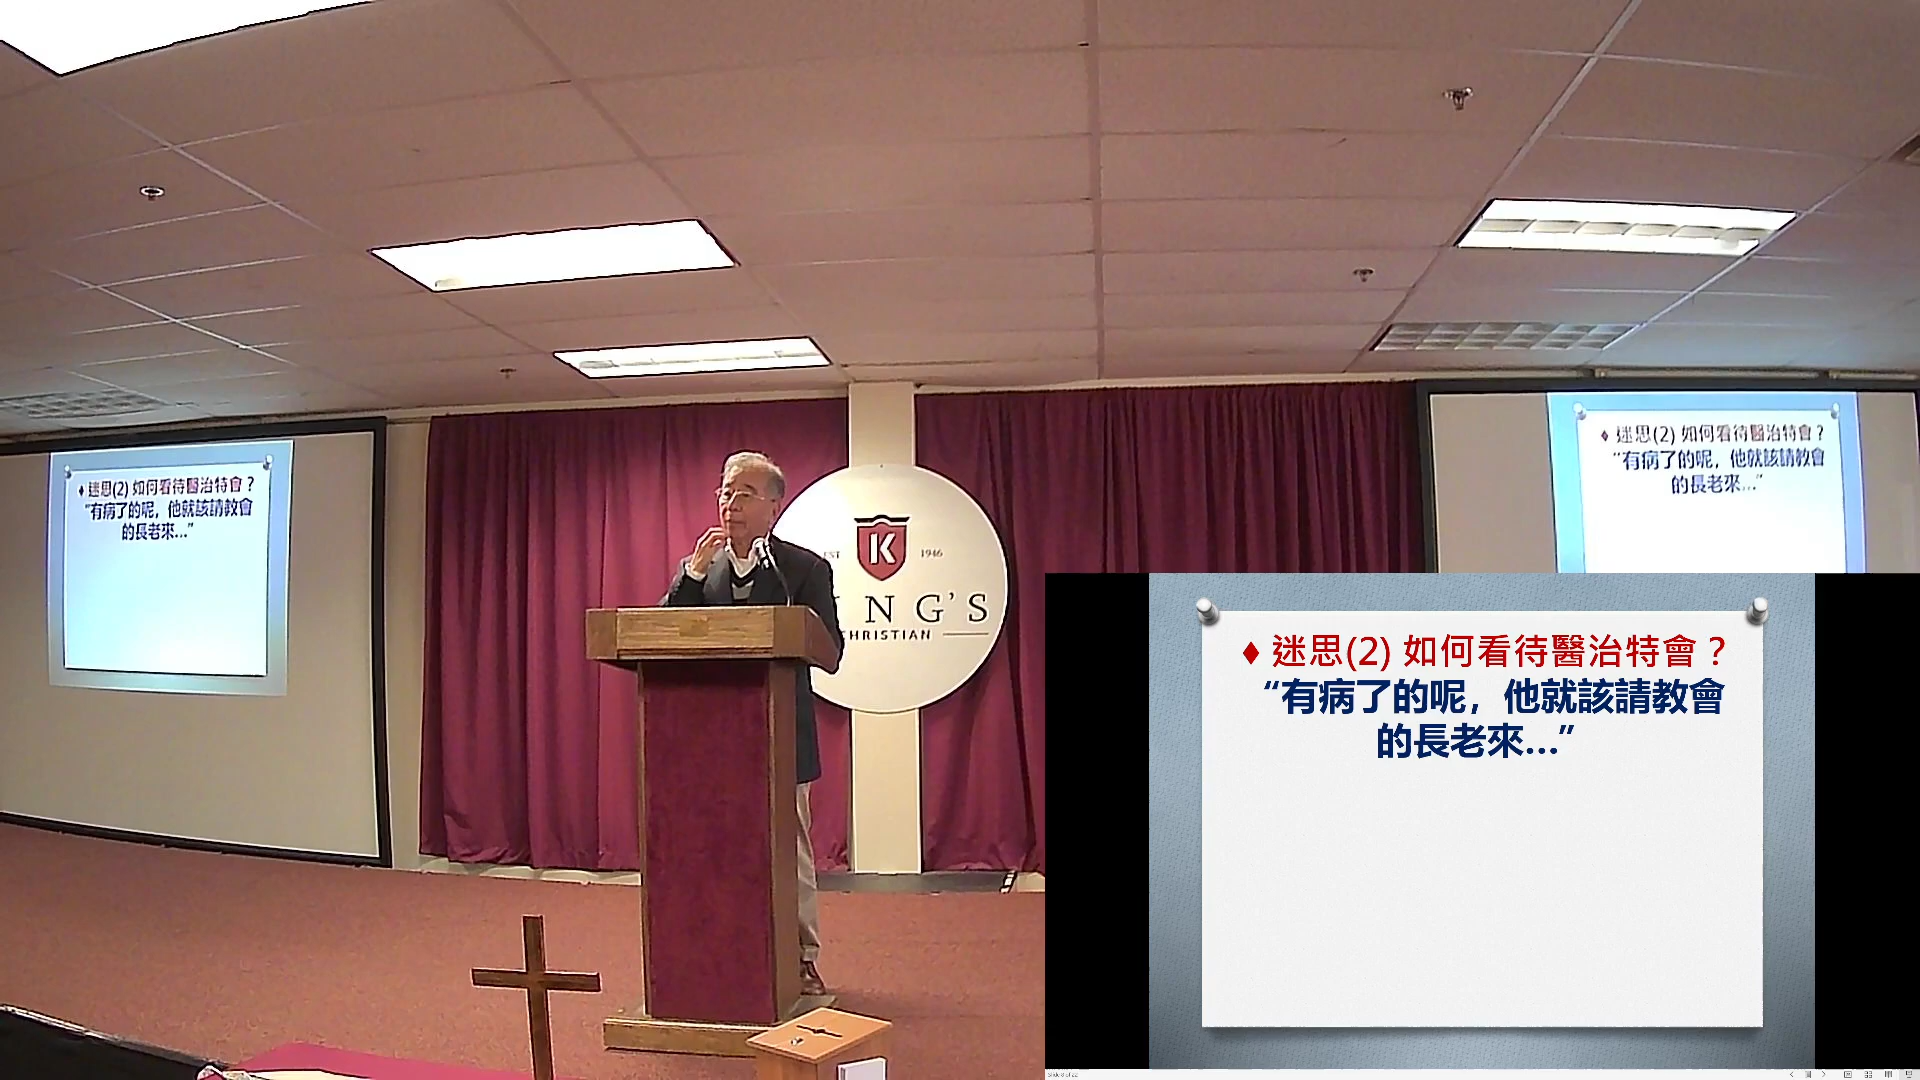 ♦ 迷思(2) 如何看待醫治特會？
“有病了的呢，他就該請教會
的長老來…”
♦ 迷思(2) 如何看待醫治特會？
“有病了的呢，他就該請教會
的長老來…”
♦ 迷思(2) 如何看待醫治特會？
“有病了的呢，他就該請教會
的長老來…”
EST K 1946
NG'S
CHRISTIAN